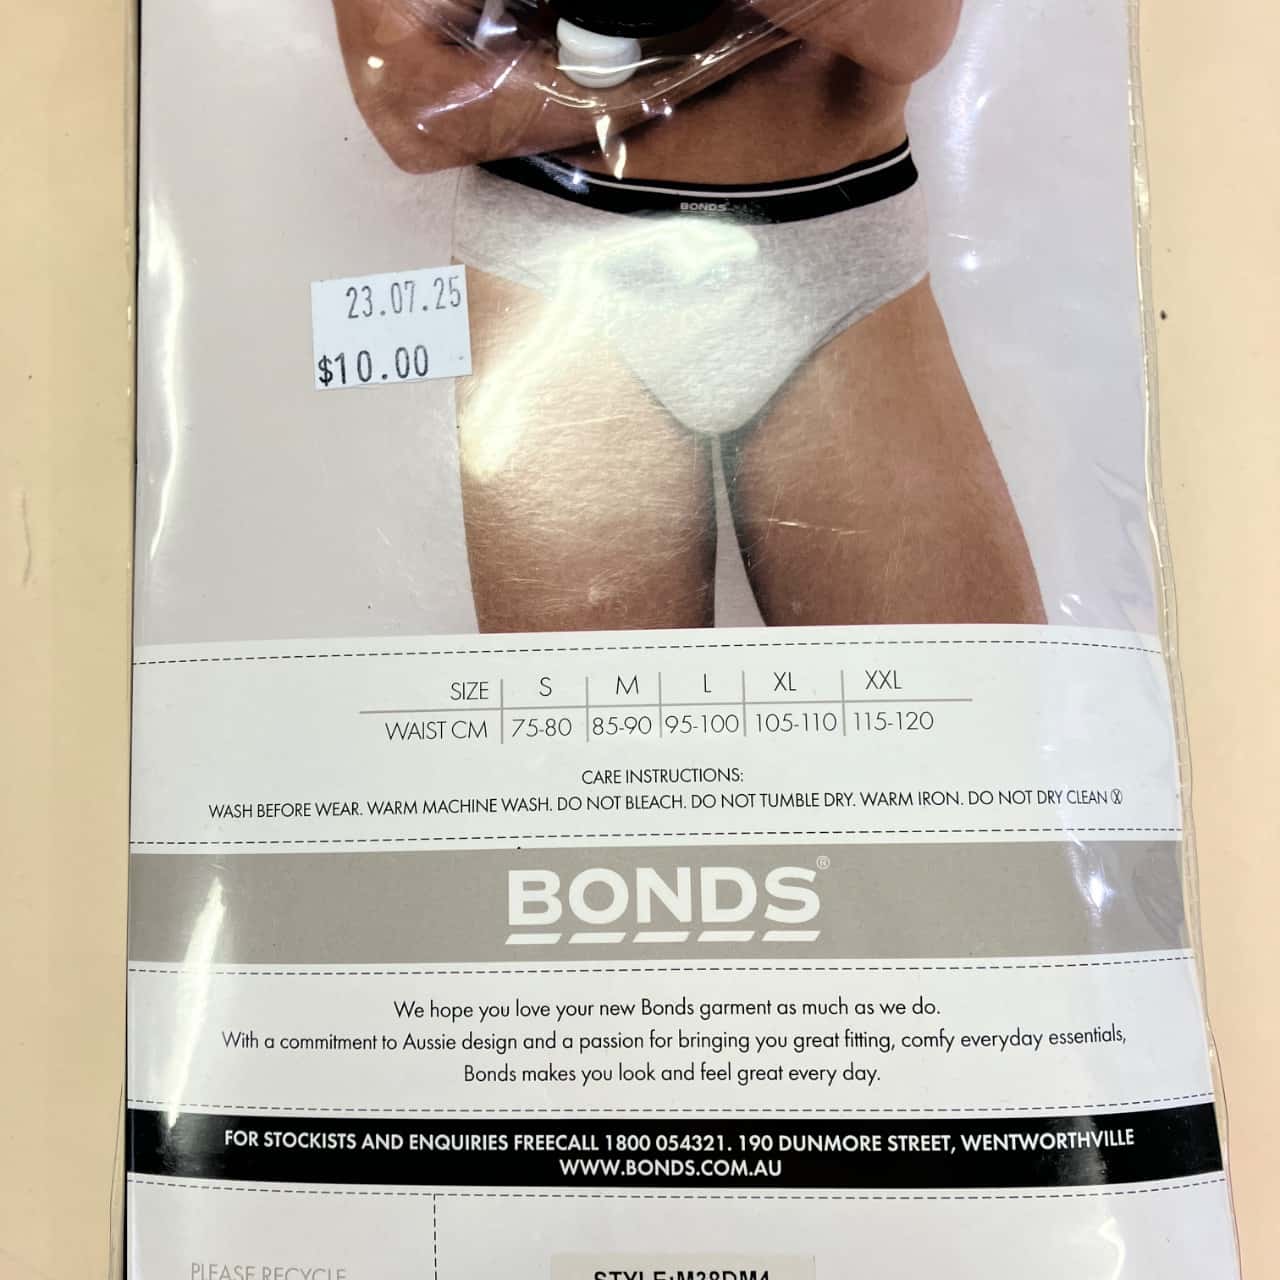 BONDS
23.07.25
$10.00
SIZE S M L XL XXL
WAIST CM 75-80 85-90 95-100 105-110 115-120
CARE INSTRUCTIONS:
WASH BEFORE WEAR. WARM MACHINE WASH. DO NOT BLEACH. DO NOT TUMBLE DRY. WARM IRON. DO NOT DRY CLEAN Ⓧ
BONDS®
We hope you love your new Bonds garment as much as we do.
With a commitment to Aussie design and a passion for bringing you great fitting, comfy everyday essentials,
Bonds makes you look and feel great every day.
FOR STOCKISTS AND ENQUIRIES FREECALL 1800 054321. 190 DUNMORE STREET, WENTWORTHVILLE
WWW.BONDS.COM.AU
PLEASE RECYCLE
STYLE:M38DM4